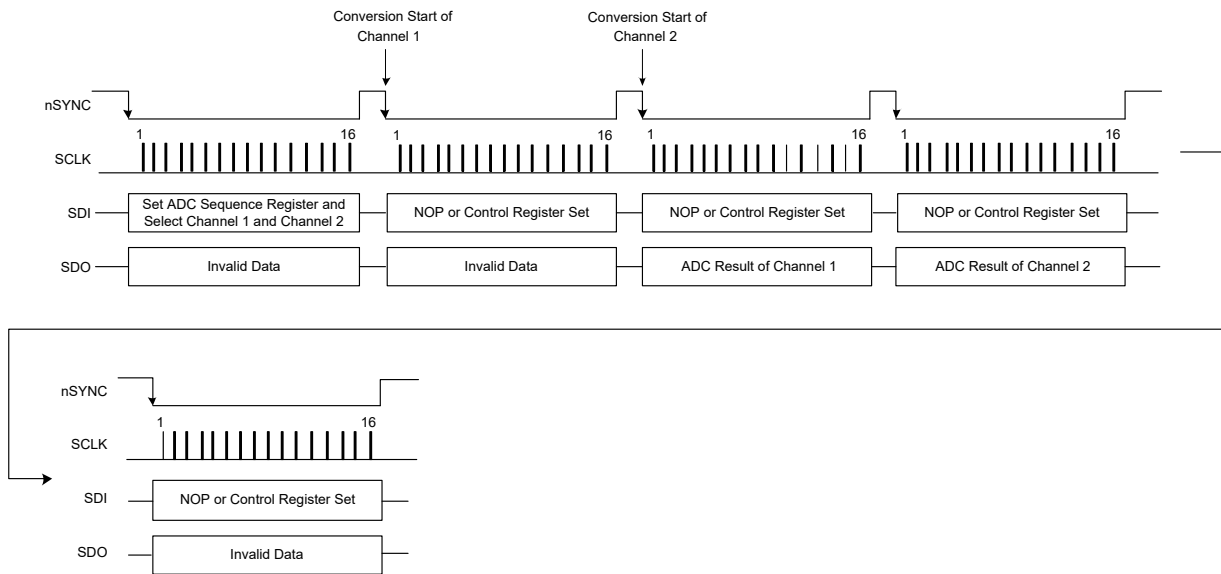 Conversion Start of
Channel 1
Conversion Start of
Channel 2
nSYNC
1 16 1 16 1 16 1 16
SCLK
SDI
Set ADC Sequence Register and
Select Channel 1 and Channel 2
NOP or Control Register Set
NOP or Control Register Set
NOP or Control Register Set
SDO
Invalid Data
Invalid Data
ADC Result of Channel 1
ADC Result of Channel 2
nSYNC
1 16
SCLK
SDI
NOP or Control Register Set
SDO
Invalid Data